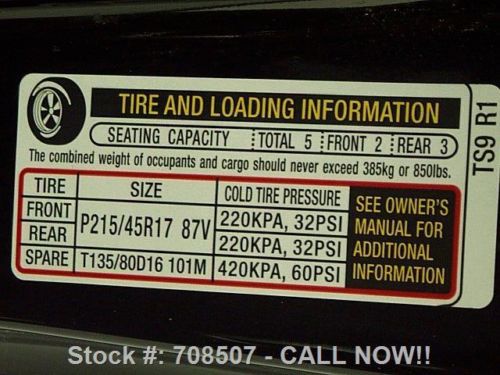 TIRE AND LOADING INFORMATION
SEATING CAPACITY TOTAL 5 FRONT 2 REAR 3
The combined weight of occupants and cargo should never exceed 385kg or 850lbs.
TIRE SIZE COLD TIRE PRESSURE
FRONT P215/45R17 87V 220KPA, 32PSI
REAR 220KPA, 32PSI
SPARE T135/80D16 101M 420KPA, 60PSI
SEE OWNER'S
MANUAL FOR
ADDITIONAL
INFORMATION
TS9 R1
Stock #: 708507 - CALL NOW!!